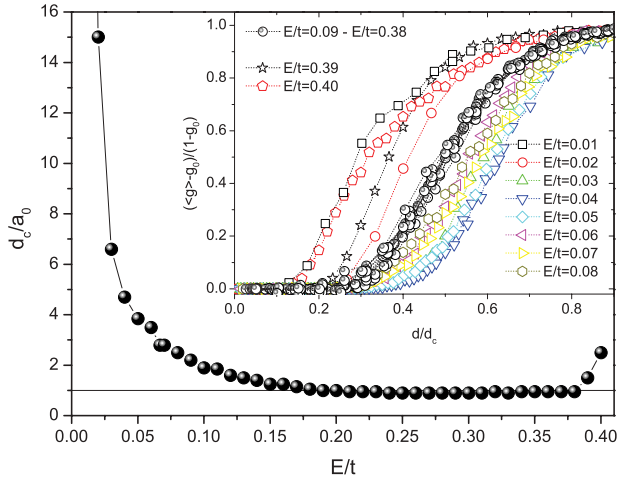 16
14
12
10
8
6
4
2
0
d_c/a_0
0.00 0.05 0.10 0.15 0.20 0.25 0.30 0.35 0.40
E/t
E/t=0.09 - E/t=0.38
E/t=0.39
E/t=0.40
E/t=0.01
E/t=0.02
E/t=0.03
E/t=0.04
E/t=0.05
E/t=0.06
E/t=0.07
E/t=0.08
1.0
0.8
0.6
0.4
0.2
0.0
(<g>-g_0)/(1-g_0)
0.0 0.2 0.4 0.6 0.8
d/d_c